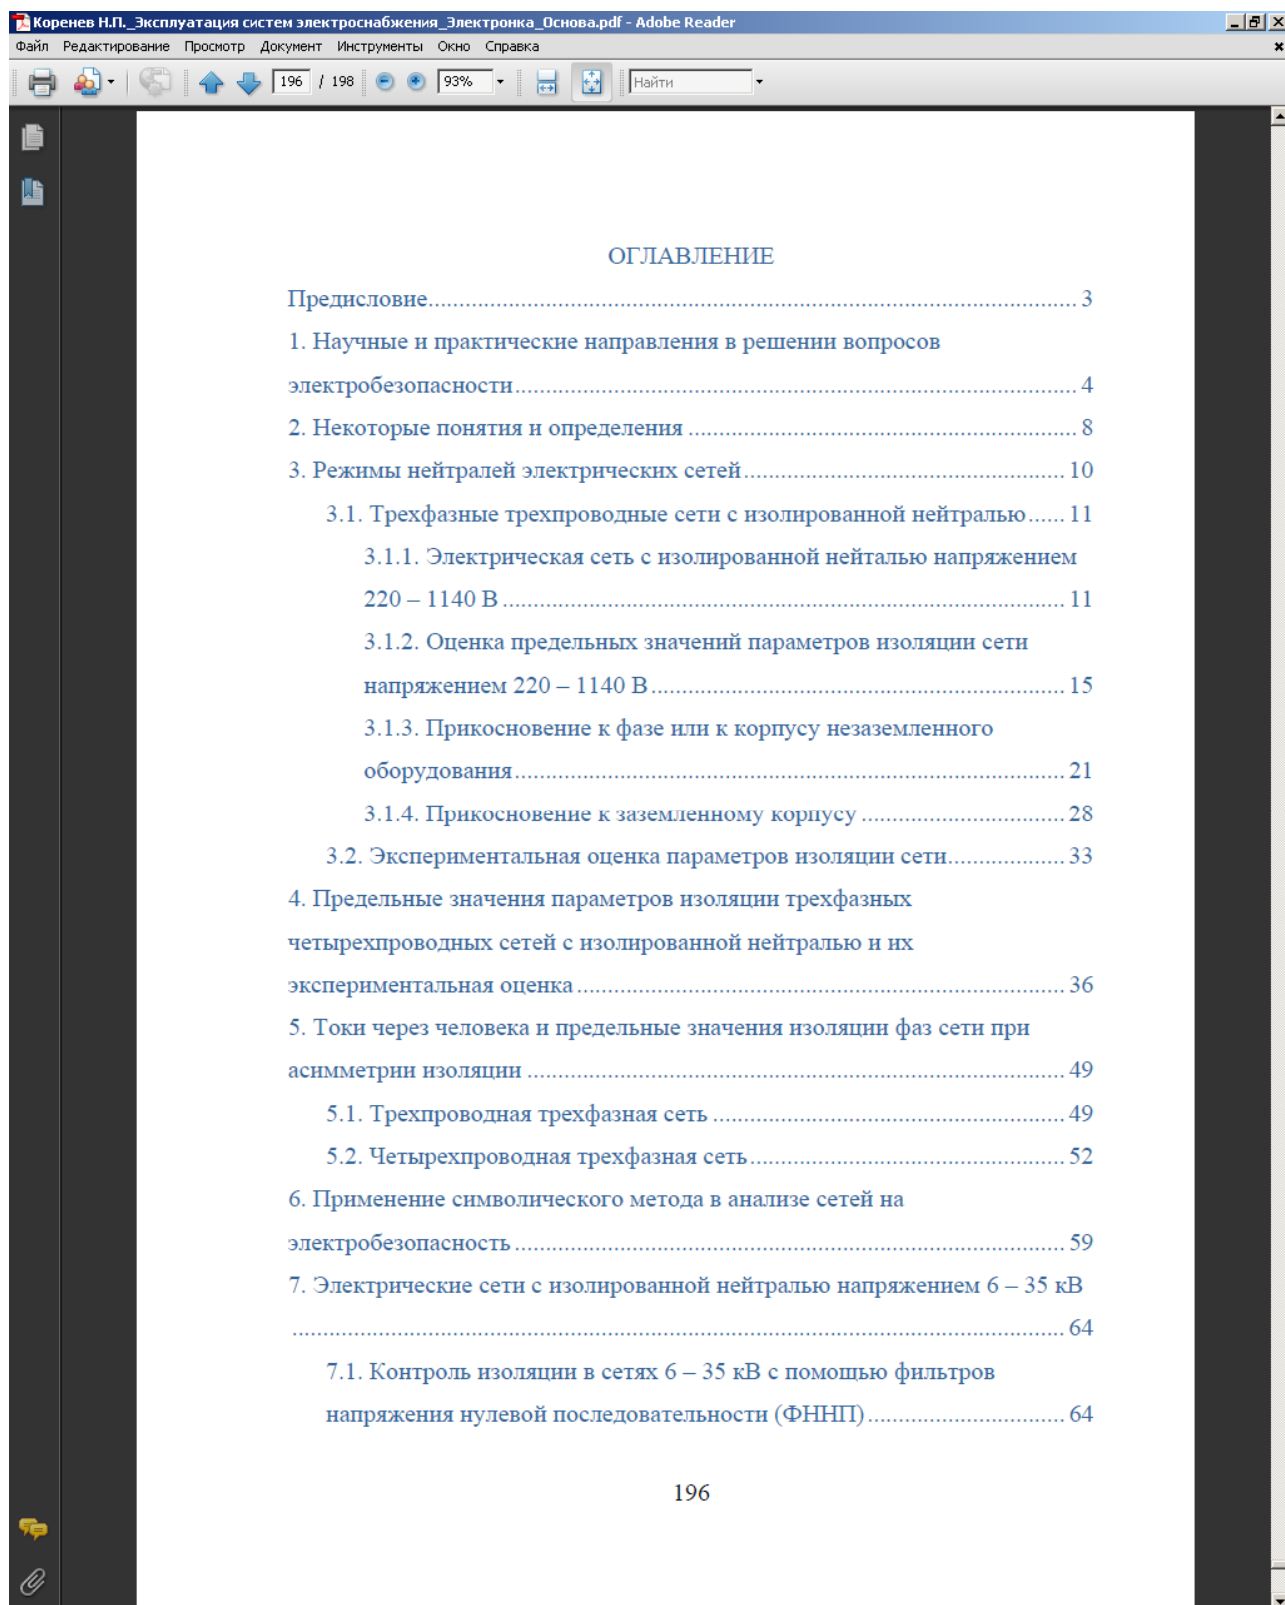 Коренев Н.П._Эксплуатация систем электроснабжения_Электронка_Основа.pdf - Adobe Reader
Файл Редактирование Просмотр Документ Инструменты Окно Справка
196 / 198 93% Найти
ОГЛАВЛЕНИЕ
Предисловие.................... 3
1. Научные и практические направления в решении вопросов
электробезопасности.................... 4
2. Некоторые понятия и определения .................... 8
3. Режимы нейтралей электрических сетей.................... 10
3.1. Трехфазные трехпроводные сети с изолированной нейтралью...... 11
3.1.1. Электрическая сеть с изолированной нейталью напряжением
220 – 1140 В .................... 11
3.1.2. Оценка предельных значений параметров изоляции сети
напряжением 220 – 1140 В.................... 15
3.1.3. Прикосновение к фазе или к корпусу незаземленного
оборудования.................... 21
3.1.4. Прикосновение к заземленному корпусу .................... 28
3.2. Экспериментальная оценка параметров изоляции сети.................... 33
4. Предельные значения параметров изоляции трехфазных
четырехпроводных сетей с изолированной нейтралью и их
экспериментальная оценка.................... 36
5. Токи через человека и предельные значения изоляции фаз сети при
асимметрии изоляции .................... 49
5.1. Трехпроводная трехфазная сеть .................... 49
5.2. Четырехпроводная трехфазная сеть.................... 52
6. Применение символического метода в анализе сетей на
электробезопасность .................... 59
7. Электрические сети с изолированной нейтралью напряжением 6 – 35 кВ
.................... 64
7.1. Контроль изоляции в сетях 6 – 35 кВ с помощью фильтров
напряжения нулевой последовательности (ФННП).................... 64
196